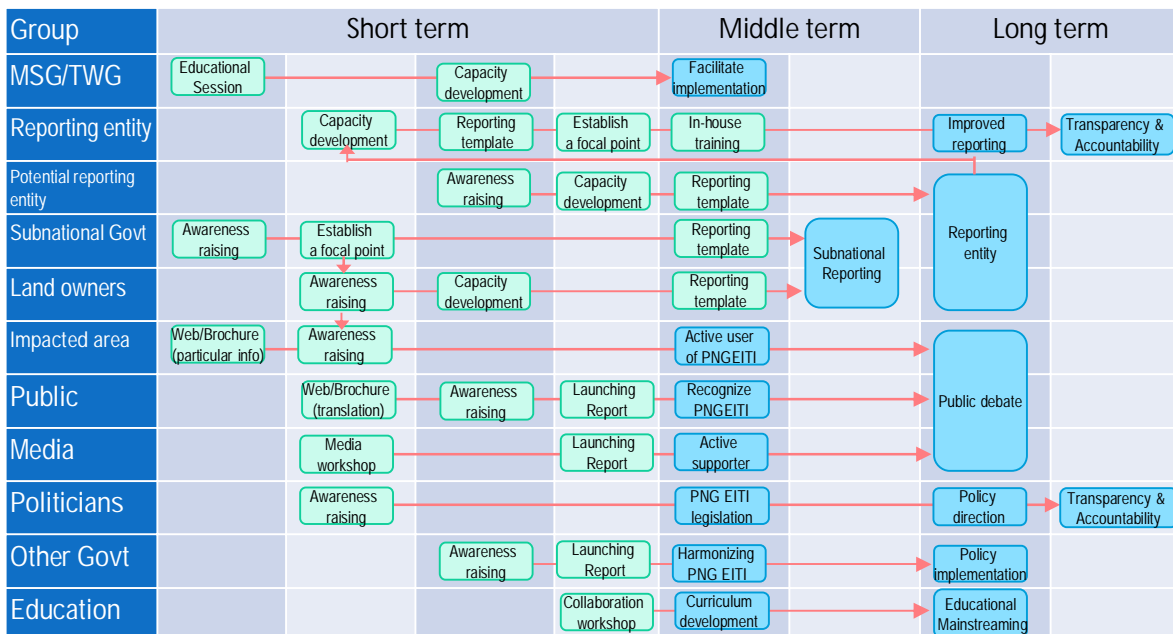 Group
Short term
Middle term
Long term
MSG/TWG
Educational
Session
Capacity
development
Facilitate
implementation
Reporting entity
Capacity
development
Reporting
template
Establish
a focal point
In-house
training
Improved
reporting
Transparency &
Accountability
Potential reporting
entity
Awareness
raising
Capacity
development
Reporting
template
Reporting
entity
Subnational Govt
Awareness
raising
Establish
a focal point
Reporting
template
Subnational
Reporting
Land owners
Awareness
raising
Capacity
development
Reporting
template
Impacted area
Web/Brochure
(particular info)
Awareness
raising
Active user
of PNGEITI
Public debate
Public
Web/Brochure
(translation)
Awareness
raising
Launching
Report
Recognize
PNGEITI
Media
Media
workshop
Launching
Report
Active
supporter
Politicians
Awareness
raising
PNG EITI
legislation
Policy
direction
Transparency &
Accountability
Other Govt
Awareness
raising
Launching
Report
Harmonizing
PNG EITI
Policy
implementation
Education
Collaboration
workshop
Curriculum
development
Educational
Mainstreaming